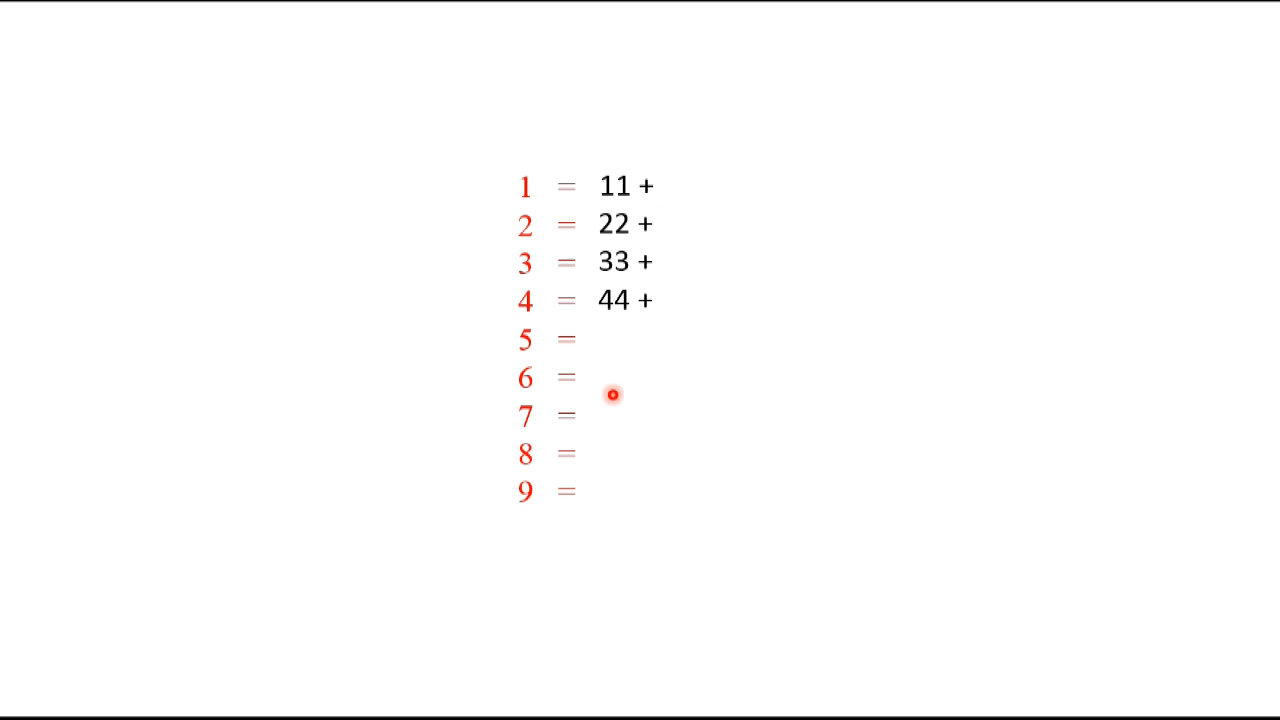 1 = 11 +
2 = 22 +
3 = 33 +
4 = 44 +
5 =
6 =
7 =
8 =
9 =